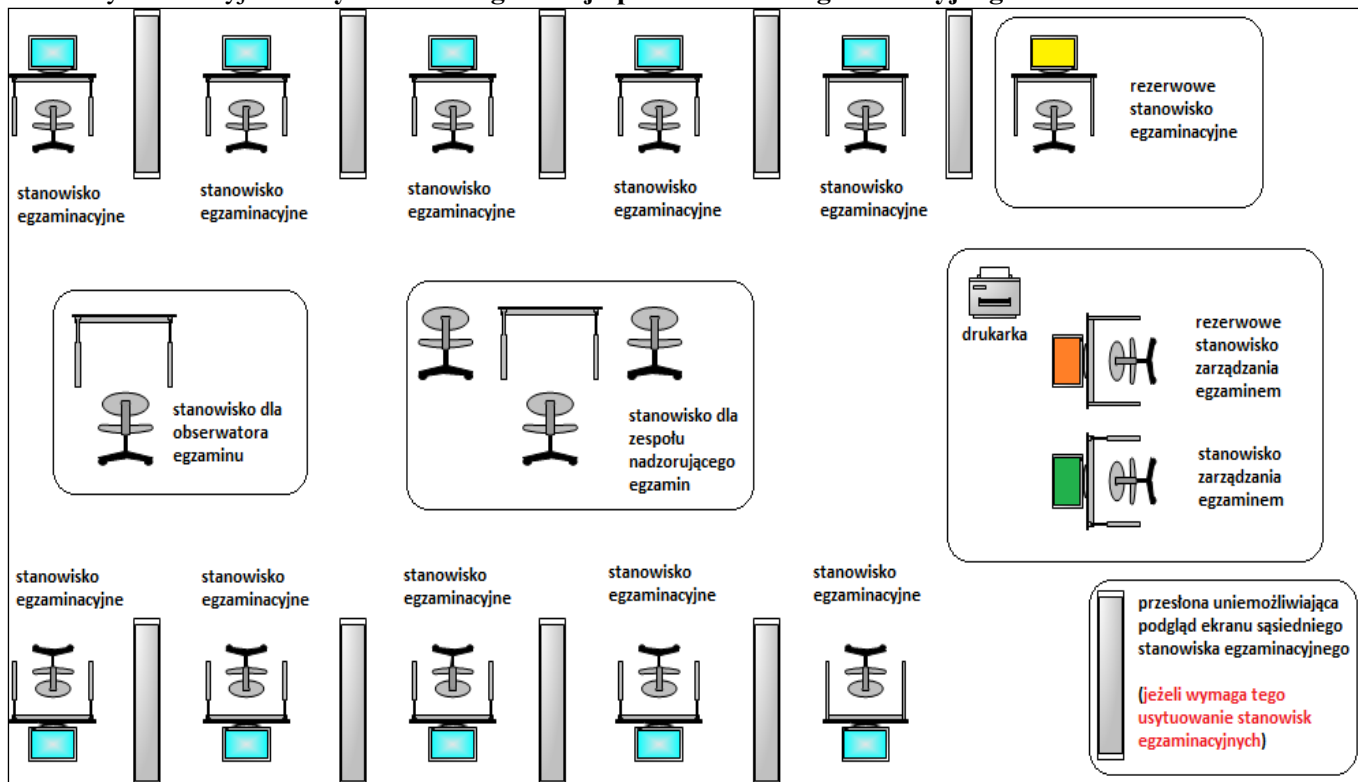 rezerwowe
stanowisko
egzaminacyjne
stanowisko
egzaminacyjne
stanowisko
egzaminacyjne
stanowisko
egzaminacyjne
stanowisko
egzaminacyjne
stanowisko
egzaminacyjne
stanowisko dla
obserwatora
egzaminu
stanowisko dla
zespołu
nadzorującego
egzamin
drukarka
rezerwowe
stanowisko
zarządzania
egzaminem
stanowisko
zarządzania
egzaminem
stanowisko
egzaminacyjne
stanowisko
egzaminacyjne
stanowisko
egzaminacyjne
stanowisko
egzaminacyjne
stanowisko
egzaminacyjne
przesłona uniemożliwiająca
podgląd ekranu sąsiedniego
stanowiska egzaminacyjnego
(jeżeli wymaga tego
usytuowanie stanowisk
egzaminacyjnych)